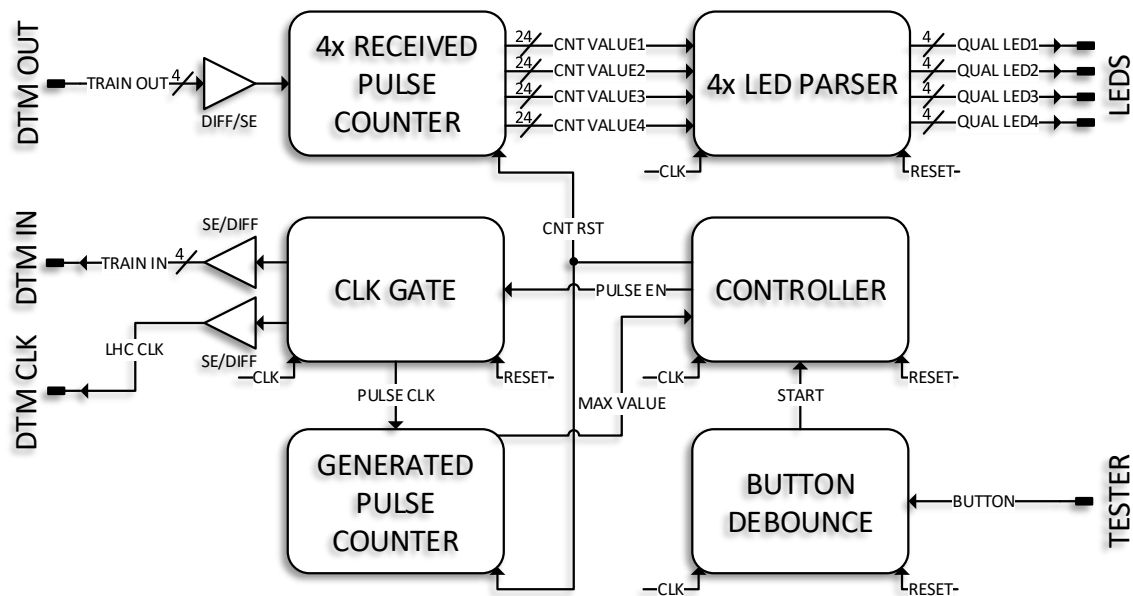 DTM OUT
TRAIN OUT
4
DIFF/SE
4x RECEIVED
PULSE
COUNTER
24
CNT VALUE1
24
CNT VALUE2
24
CNT VALUE3
24
CNT VALUE4
4x LED PARSER
4
QUAL LED1
4
QUAL LED2
4
QUAL LED3
4
QUAL LED4
LEDS
CLK
RESET
DTM IN
TRAIN IN
4
SE/DIFF
CLK GATE
CNT RST
PULSE EN
CONTROLLER
DTM CLK
LHC CLK
SE/DIFF
CLK
RESET
CLK
RESET
PULSE CLK
MAX VALUE
START
GENERATED
PULSE
COUNTER
BUTTON
DEBOUNCE
BUTTON
TESTER
CLK
RESET